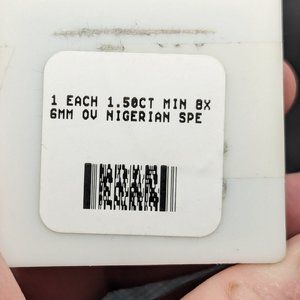 1 EACH 1.50CT MIN 8X
6MM OV NIGERIAN SPE